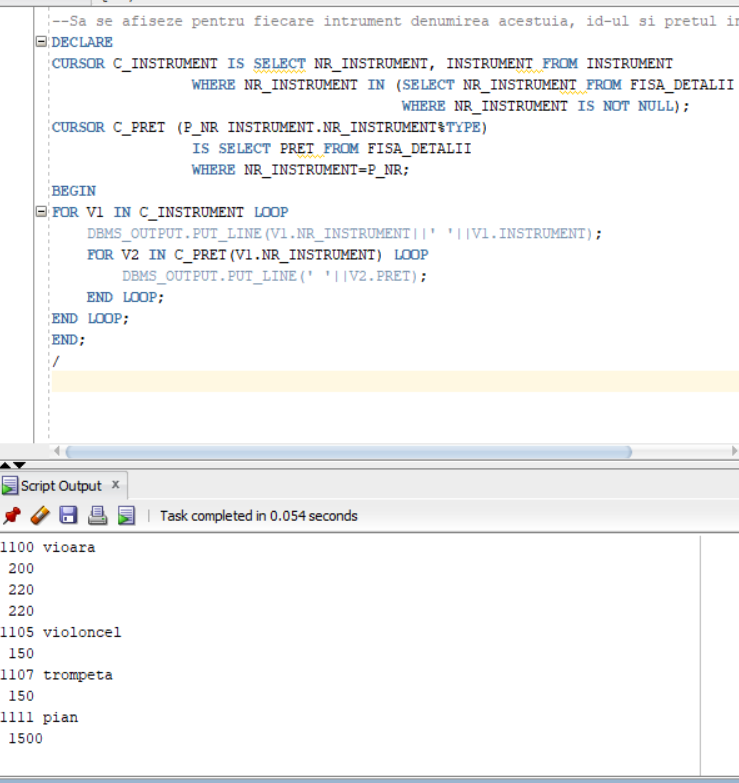 --Sa se afiseze pentru fiecare intrument denumirea acestuia, id-ul si pretul
DECLARE
CURSOR C_INSTRUMENT IS SELECT NR_INSTRUMENT, INSTRUMENT FROM INSTRUMENT
WHERE NR_INSTRUMENT IN (SELECT NR_INSTRUMENT FROM FISA_DETALII
WHERE NR_INSTRUMENT IS NOT NULL);
CURSOR C_PRET (P_NR INSTRUMENT.NR_INSTRUMENT%TYPE)
IS SELECT PRET FROM FISA_DETALII
WHERE NR_INSTRUMENT=P_NR;
BEGIN
FOR V1 IN C_INSTRUMENT LOOP
DBMS_OUTPUT.PUT_LINE(V1.NR_INSTRUMENT||' '||V1.INSTRUMENT);
FOR V2 IN C_PRET(V1.NR_INSTRUMENT) LOOP
DBMS_OUTPUT.PUT_LINE(' '||V2.PRET);
END LOOP;
END LOOP;
END;
/
Script Output x
Task completed in 0.054 seconds
1100 vioara
200
220
220
1105 violoncel
150
1107 trompeta
150
1111 pian
1500